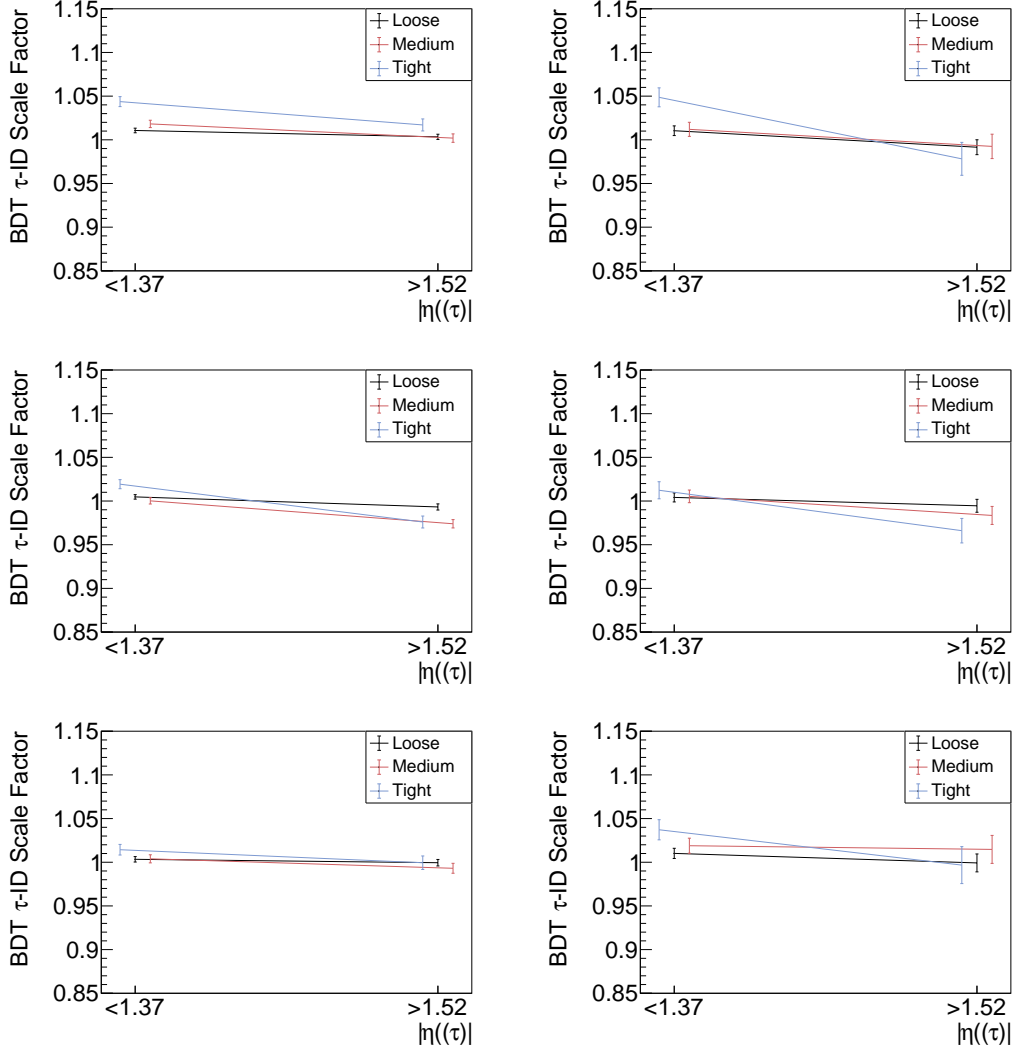 BDT τ-ID Scale Factor
1.15
1.1
1.05
1
0.95
0.9
0.85
<1.37
>1.52
|η((τ)|
Loose
Medium
Tight
BDT τ-ID Scale Factor
1.15
1.1
1.05
1
0.95
0.9
0.85
<1.37
>1.52
|η((τ)|
Loose
Medium
Tight
BDT τ-ID Scale Factor
1.15
1.1
1.05
1
0.95
0.9
0.85
<1.37
>1.52
|η((τ)|
Loose
Medium
Tight
BDT τ-ID Scale Factor
1.15
1.1
1.05
1
0.95
0.9
0.85
<1.37
>1.52
|η((τ)|
Loose
Medium
Tight
BDT τ-ID Scale Factor
1.15
1.1
1.05
1
0.95
0.9
0.85
<1.37
>1.52
|η((τ)|
Loose
Medium
Tight
BDT τ-ID Scale Factor
1.15
1.1
1.05
1
0.95
0.9
0.85
<1.37
>1.52
|η((τ)|
Loose
Medium
Tight